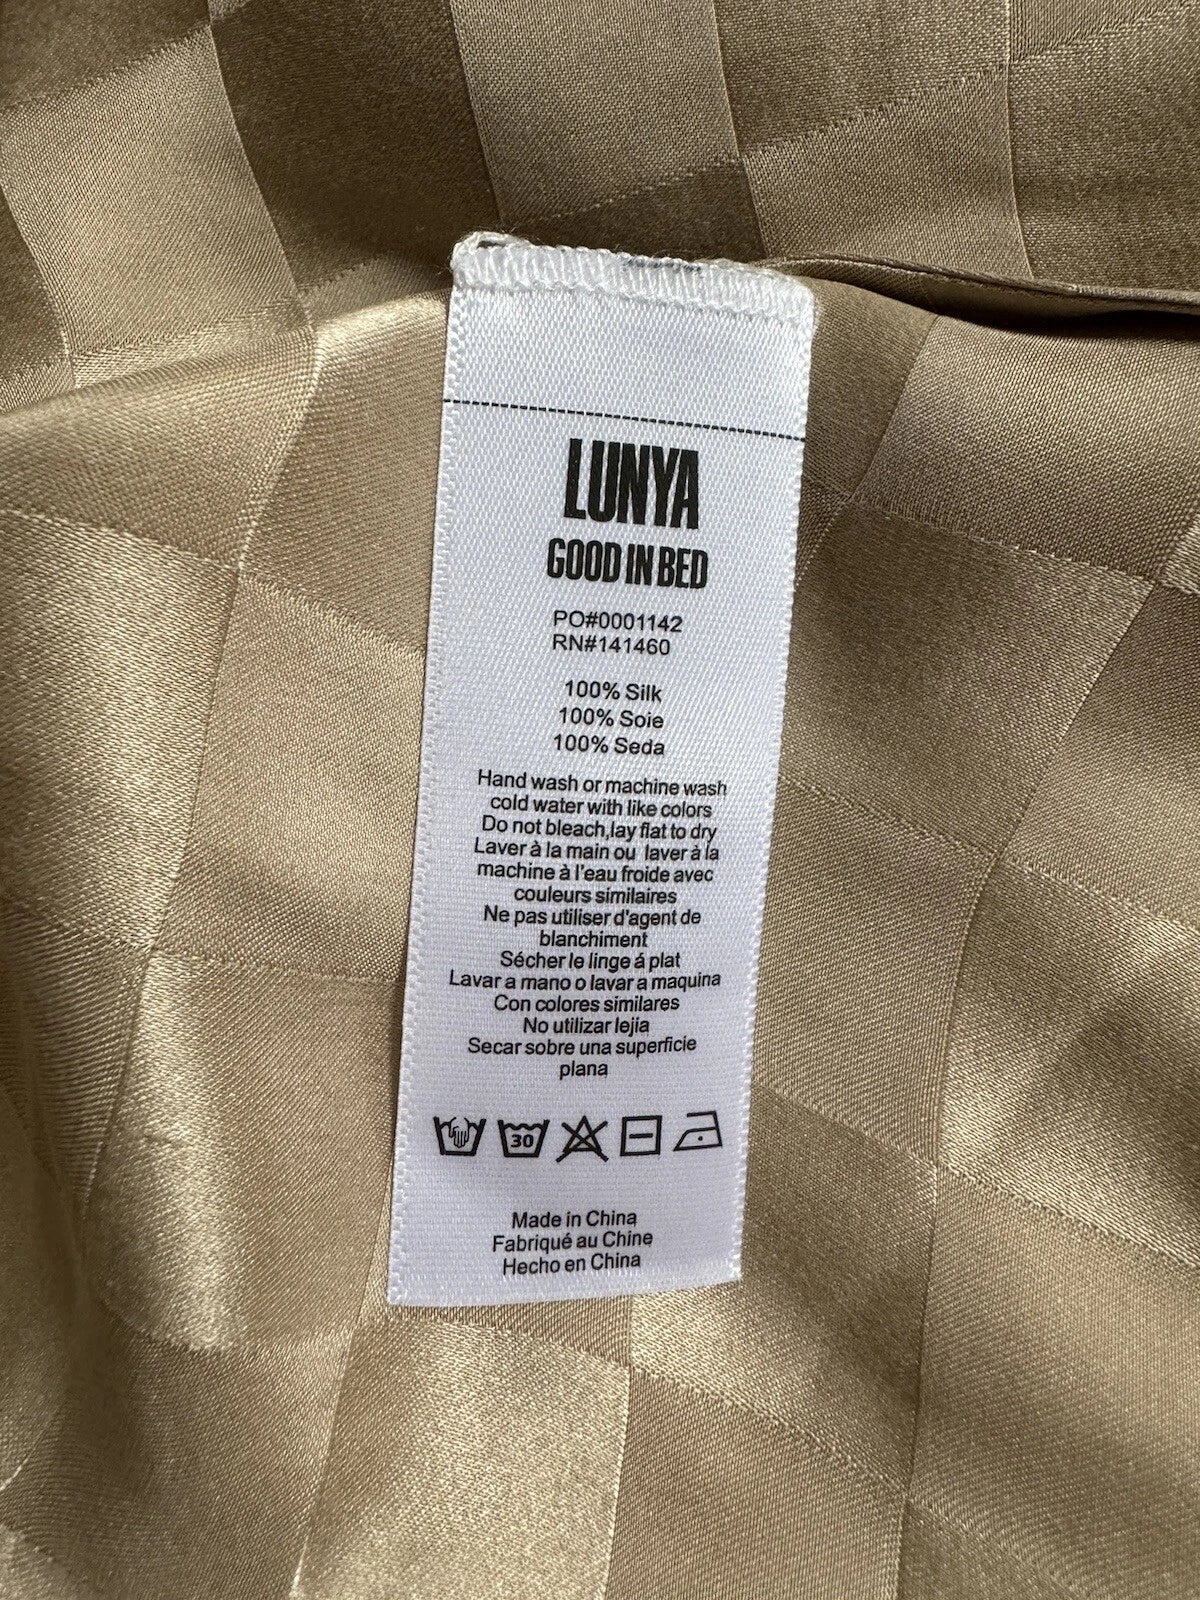 LUNYA
GOOD IN BED
PO#0001142
RN#141460
100% Silk
100% Soie
100% Seda
Hand wash or machine wash
cold water with like colors
Do not bleach,lay flat to dry
Laver à la main ou laver à la
machine à l'eau froide avec
couleurs similaires
Ne pas utiliser d'agent de
blanchiment
Sécher le linge á plat
Lavar a mano o lavar a maquina
Con colores similares
No utilizar lejia
Secar sobre una superficie
plana
30
Made in China
Fabriqué au Chine
Hecho en China